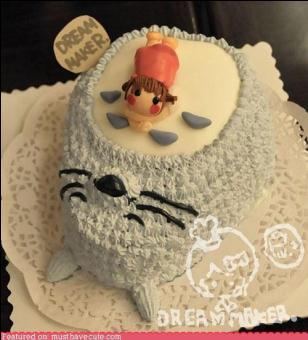 DREAM
MAKER
DREAM MAKER.
Featured on: musthavecute.com